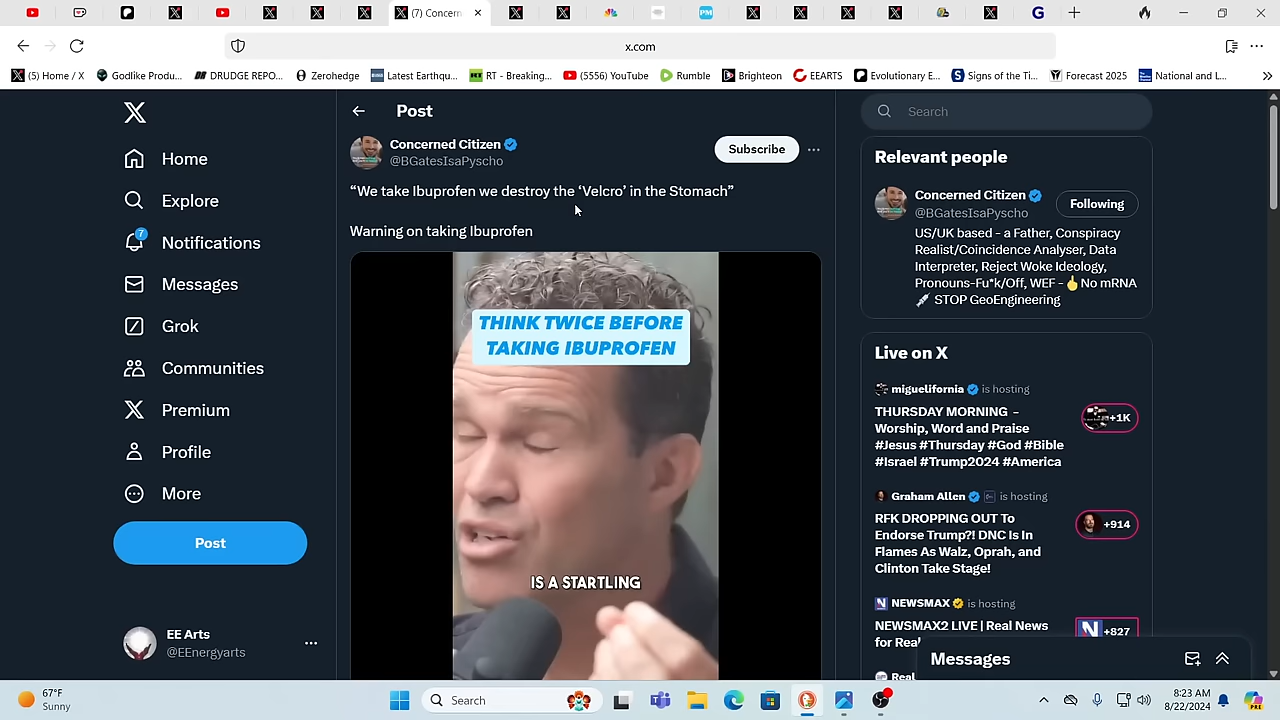 (7) Concern
x.com
(5) Home / X
Godlike Produ...
DRUDGE REPO...
Zerohedge
Latest Earthqu...
RT - Breaking...
(5556) YouTube
Rumble
Brighteon
EEARTS
Evolutionary E...
Signs of the Ti...
Forecast 2025
National and L...
Home
Explore
7
Notifications
Messages
Grok
Communities
Premium
Profile
More
Post
EE Arts
@EEnergyarts
Post
Concerned Citizen
@BGatesIsaPyscho
Subscribe
“We take Ibuprofen we destroy the ‘Velcro’ in the Stomach”
Warning on taking Ibuprofen
THINK TWICE BEFORE
TAKING IBUPROFEN
IS A STARTLING
Search
Relevant people
Concerned Citizen
@BGatesIsaPyscho
Following
US/UK based - a Father, Conspiracy
Realist/Coincidence Analyser, Data
Interpreter, Reject Woke Ideology,
Pronouns-Fu*k/Off, WEF -🖕No mRNA
💉 STOP GeoEngineering
Live on X
miguelifornia is hosting
THURSDAY MORNING -
Worship, Word and Praise
#Jesus #Thursday #God #Bible
#Israel #Trump2024 #America
+1K
Graham Allen is hosting
RFK DROPPING OUT To
Endorse Trump?! DNC Is In
Flames As Walz, Oprah, and
Clinton Take Stage!
+914
NEWSMAX is hosting
NEWSMAX2 LIVE | Real News
for Real
+827
Real
Messages
67°F
Sunny
Search
8:23 AM
8/22/2024
PRE